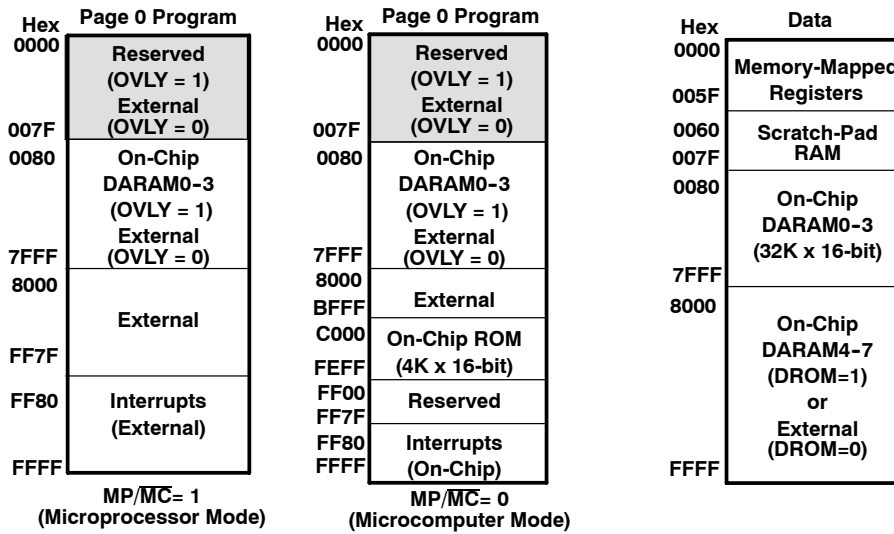 Hex Page 0 Program
0000
Reserved
(OVLY = 1)
External
(OVLY = 0)
007F
0080
On-Chip
DARAM0-3
(OVLY = 1)
External
(OVLY = 0)
7FFF
8000
External
FF7F
FF80
Interrupts
(External)
FFFF
MP/MC= 1
(Microprocessor Mode)
Hex Page 0 Program
0000
Reserved
(OVLY = 1)
External
(OVLY = 0)
007F
0080
On-Chip
DARAM0-3
(OVLY = 1)
External
(OVLY = 0)
7FFF
8000
External
BFFF
C000
On-Chip ROM
(4K x 16-bit)
FEFF
FF00
Reserved
FF7F
FF80
Interrupts
(On-Chip)
FFFF
MP/MC= 0
(Microcomputer Mode)
Hex Data
0000
Memory-Mapped
Registers
005F
0060
Scratch-Pad
RAM
007F
0080
On-Chip
DARAM0-3
(32K x 16-bit)
7FFF
8000
On-Chip
DARAM4-7
(DROM=1)
or
External
(DROM=0)
FFFF